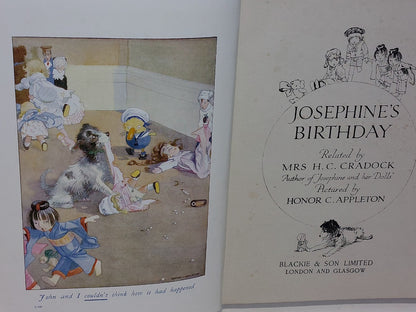 John and I couldn't think how it had happened
JOSEPHINE'S
BIRTHDAY
Related by
MRS H. C. CRADOCK
Author of Josephine and her Dolls
Pictured by
HONOR C. APPLETON
BLACKIE & SON LIMITED
LONDON AND GLASGOW